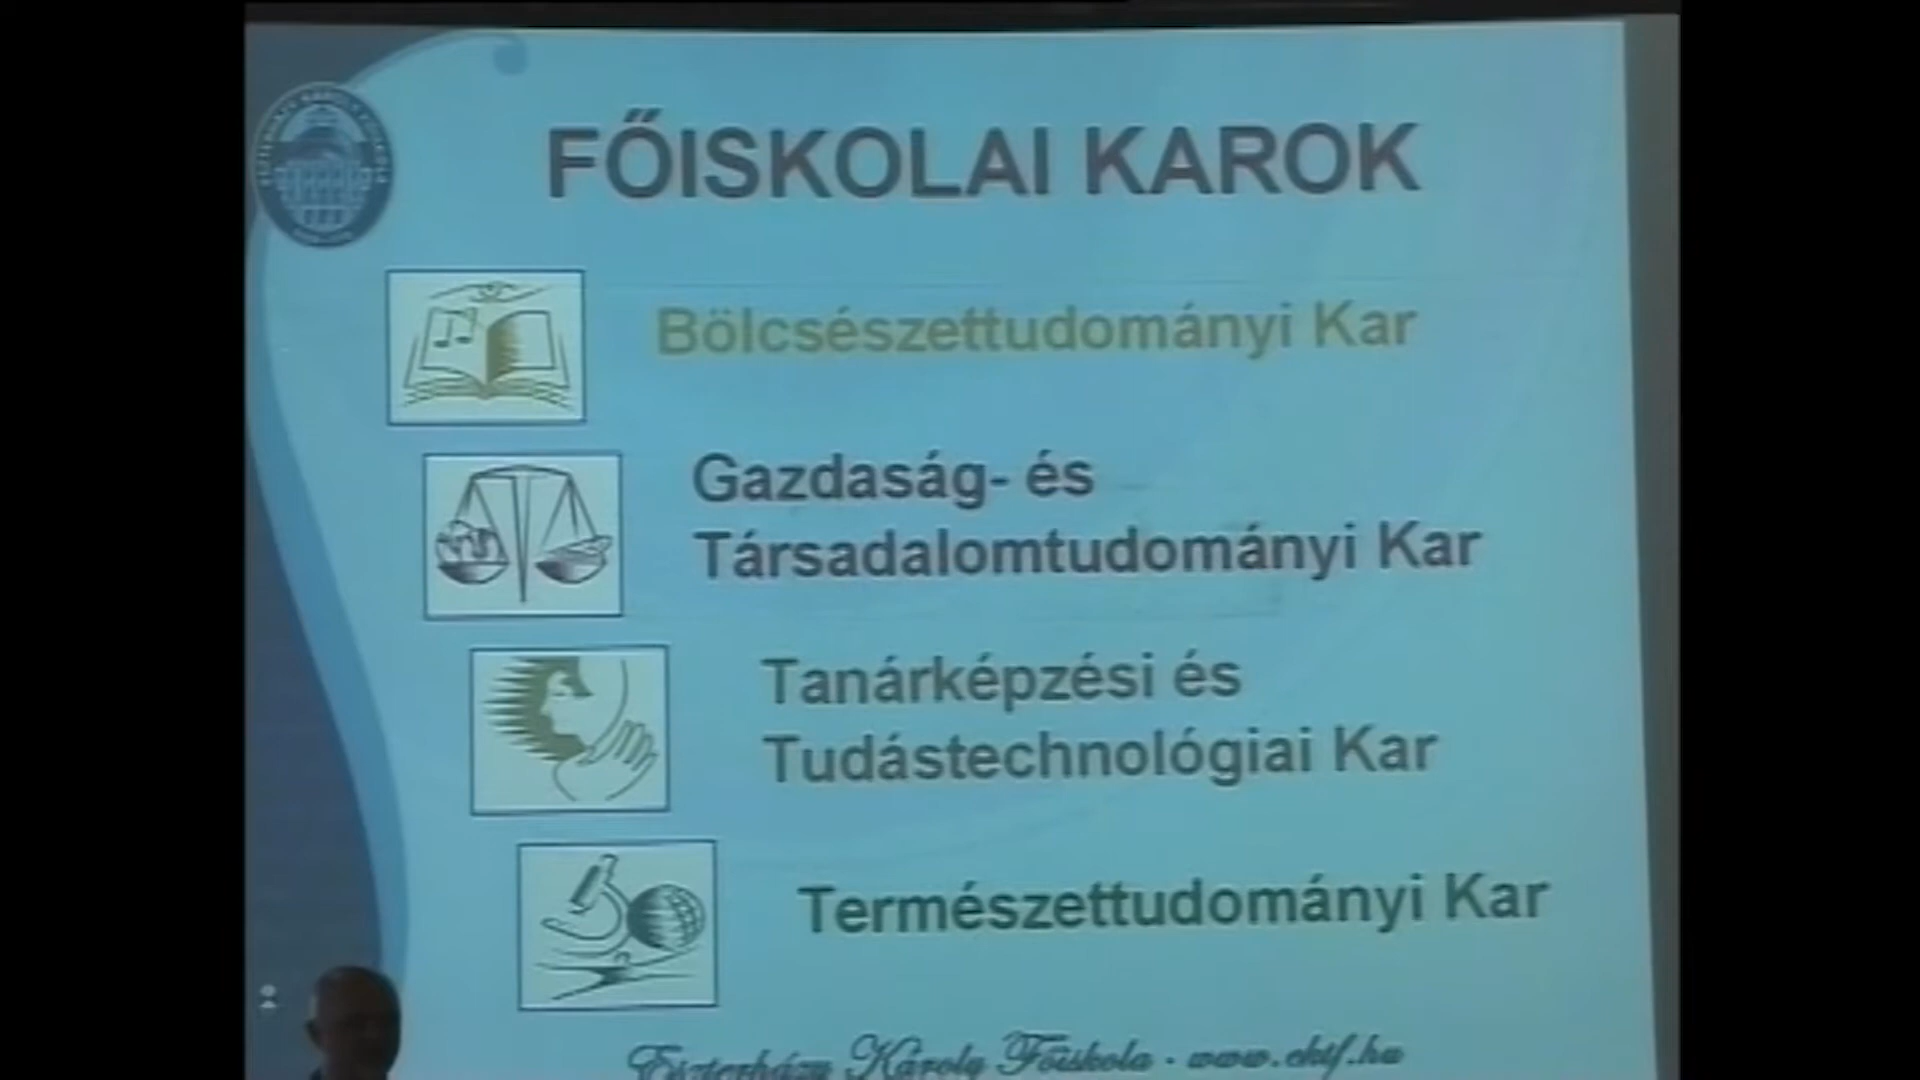 FŐISKOLAI KAROK
Bölcsészettudományi Kar
Gazdaság- és
Társadalomtudományi Kar
Tanárképzési és
Tudástechnológiai Kar
Természettudományi Kar
Eszterházy Károly Főiskola - www.ektf.hu